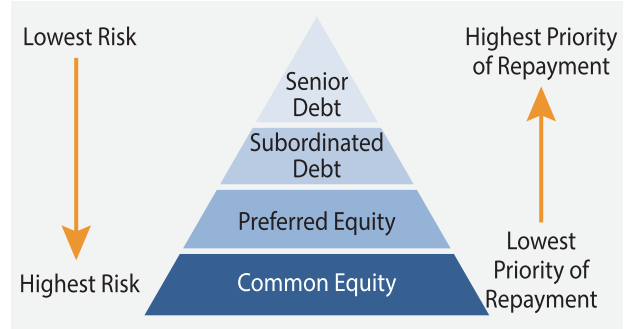 Lowest Risk
Highest Priority
of Repayment
Senior
Debt
Subordinated
Debt
Preferred Equity
Lowest
Priority of
Repayment
Highest Risk
Common Equity